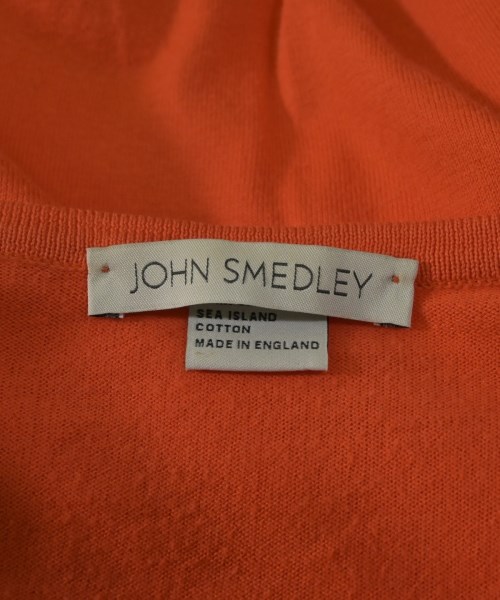 JOHN SMEDLEY
SEA ISLAND
COTTON
MADE IN ENGLAND